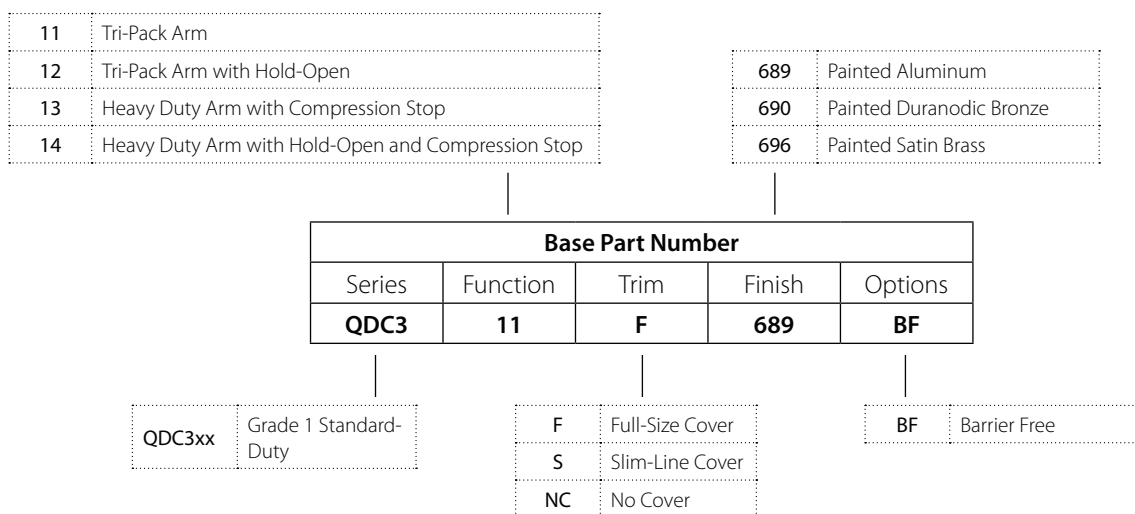 11 Tri-Pack Arm
12 Tri-Pack Arm with Hold-Open
13 Heavy Duty Arm with Compression Stop
14 Heavy Duty Arm with Hold-Open and Compression Stop
689 Painted Aluminum
690 Painted Duranodic Bronze
696 Painted Satin Brass
Base Part Number
Series Function Trim Finish Options
QDC3 11 F 689 BF
QDC3xx Grade 1 Standard-
Duty
F Full-Size Cover
S Slim-Line Cover
NC No Cover
BF Barrier Free